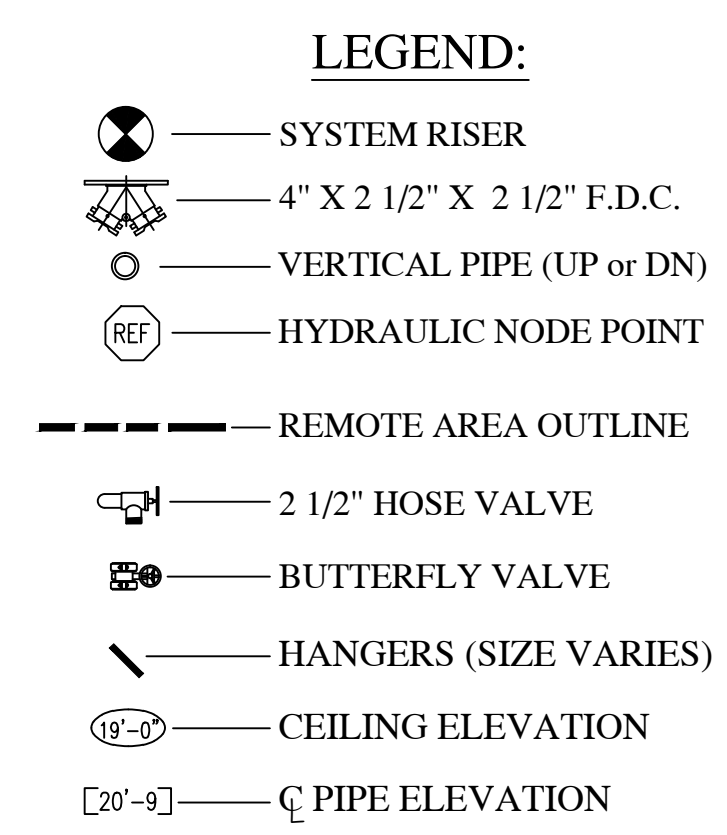 LEGEND:
SYSTEM RISER
4" X 2 1/2" X 2 1/2" F.D.C.
VERTICAL PIPE (UP or DN)
REF HYDRAULIC NODE POINT
REMOTE AREA OUTLINE
2 1/2" HOSE VALVE
BUTTERFLY VALVE
HANGERS (SIZE VARIES)
19'-0" CEILING ELEVATION
[20'-9] ℄ PIPE ELEVATION